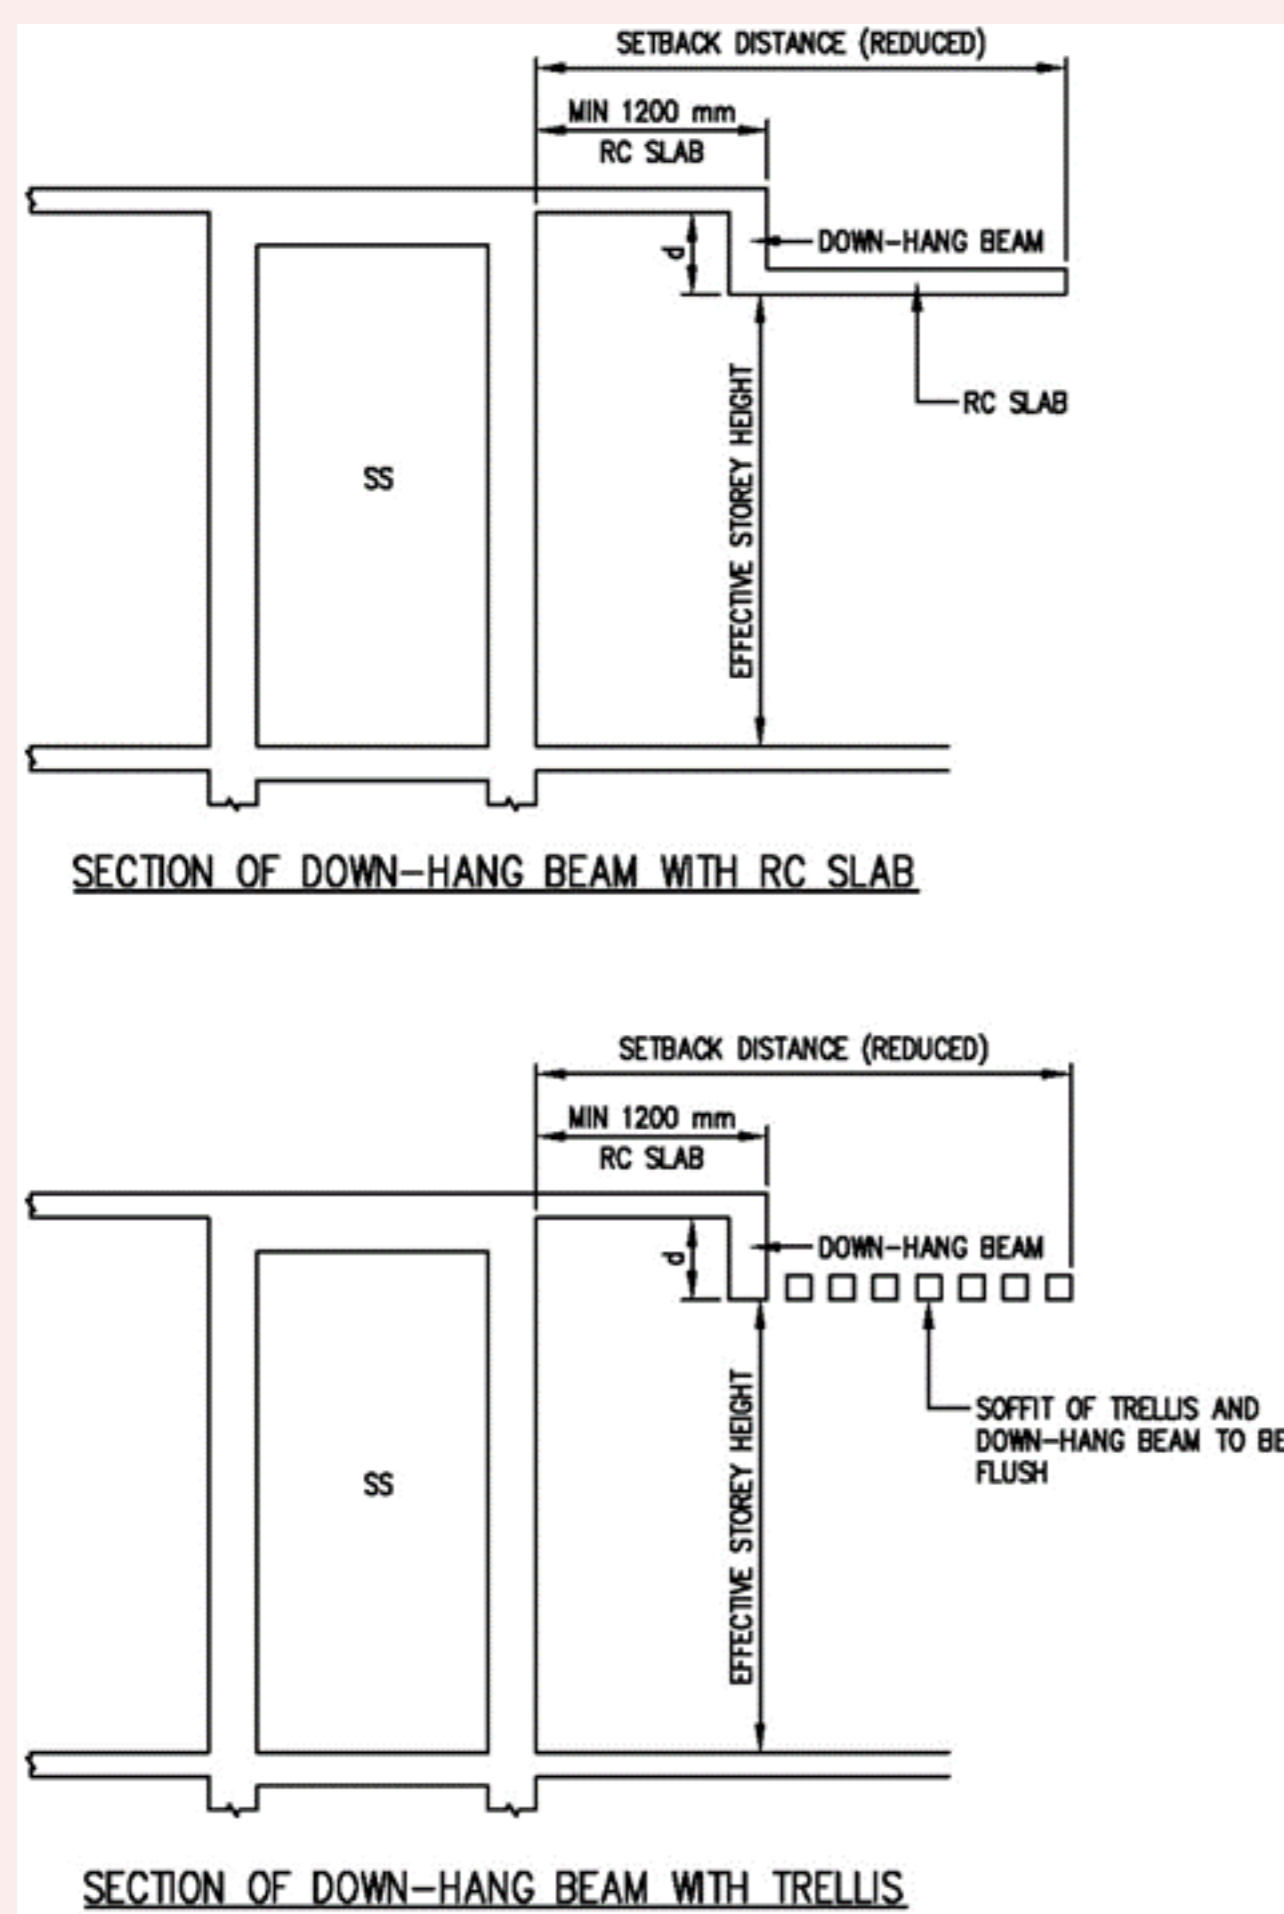 SETBACK DISTANCE (REDUCED)
MIN 1200 mm
RC SLAB
d
DOWN-HANG BEAM
EFFECTIVE STOREY HEIGHT
RC SLAB
SS
SECTION OF DOWN-HANG BEAM WITH RC SLAB
SETBACK DISTANCE (REDUCED)
MIN 1200 mm
RC SLAB
d
DOWN-HANG BEAM
EFFECTIVE STOREY HEIGHT
SOFFIT OF TRELLIS AND
DOWN-HANG BEAM TO BE
FLUSH
SS
SECTION OF DOWN-HANG BEAM WITH TRELLIS